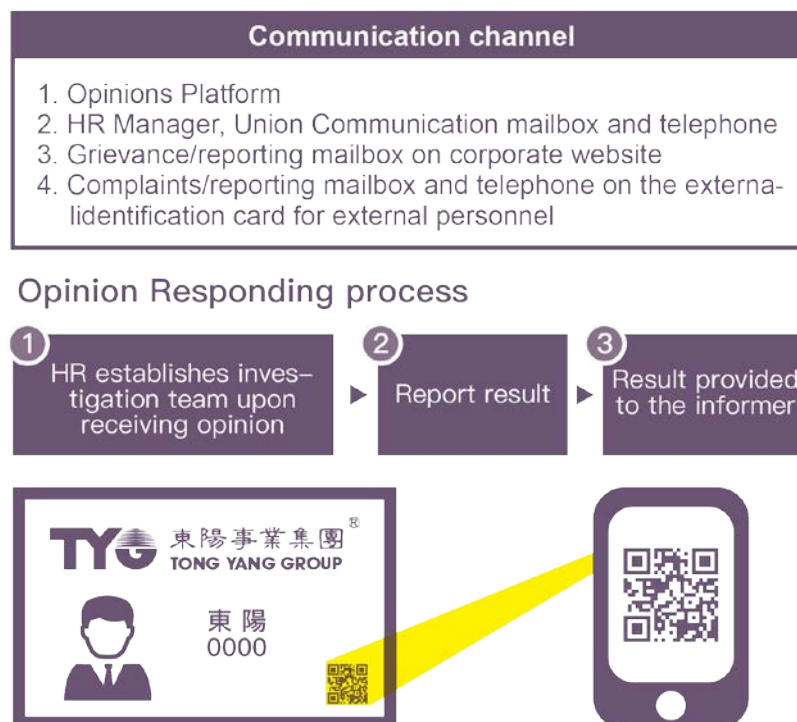 Communication channel
1. Opinions Platform
2. HR Manager, Union Communication mailbox and telephone
3. Grievance/reporting mailbox on corporate website
4. Complaints/reporting mailbox and telephone on the externa-
lidentification card for external personnel
Opinion Responding process
1
HR establishes inves-
tigation team upon
receiving opinion
2
Report result
3
Result provided
to the informer
TYG 東陽事業集團®
TONG YANG GROUP
東陽
0000